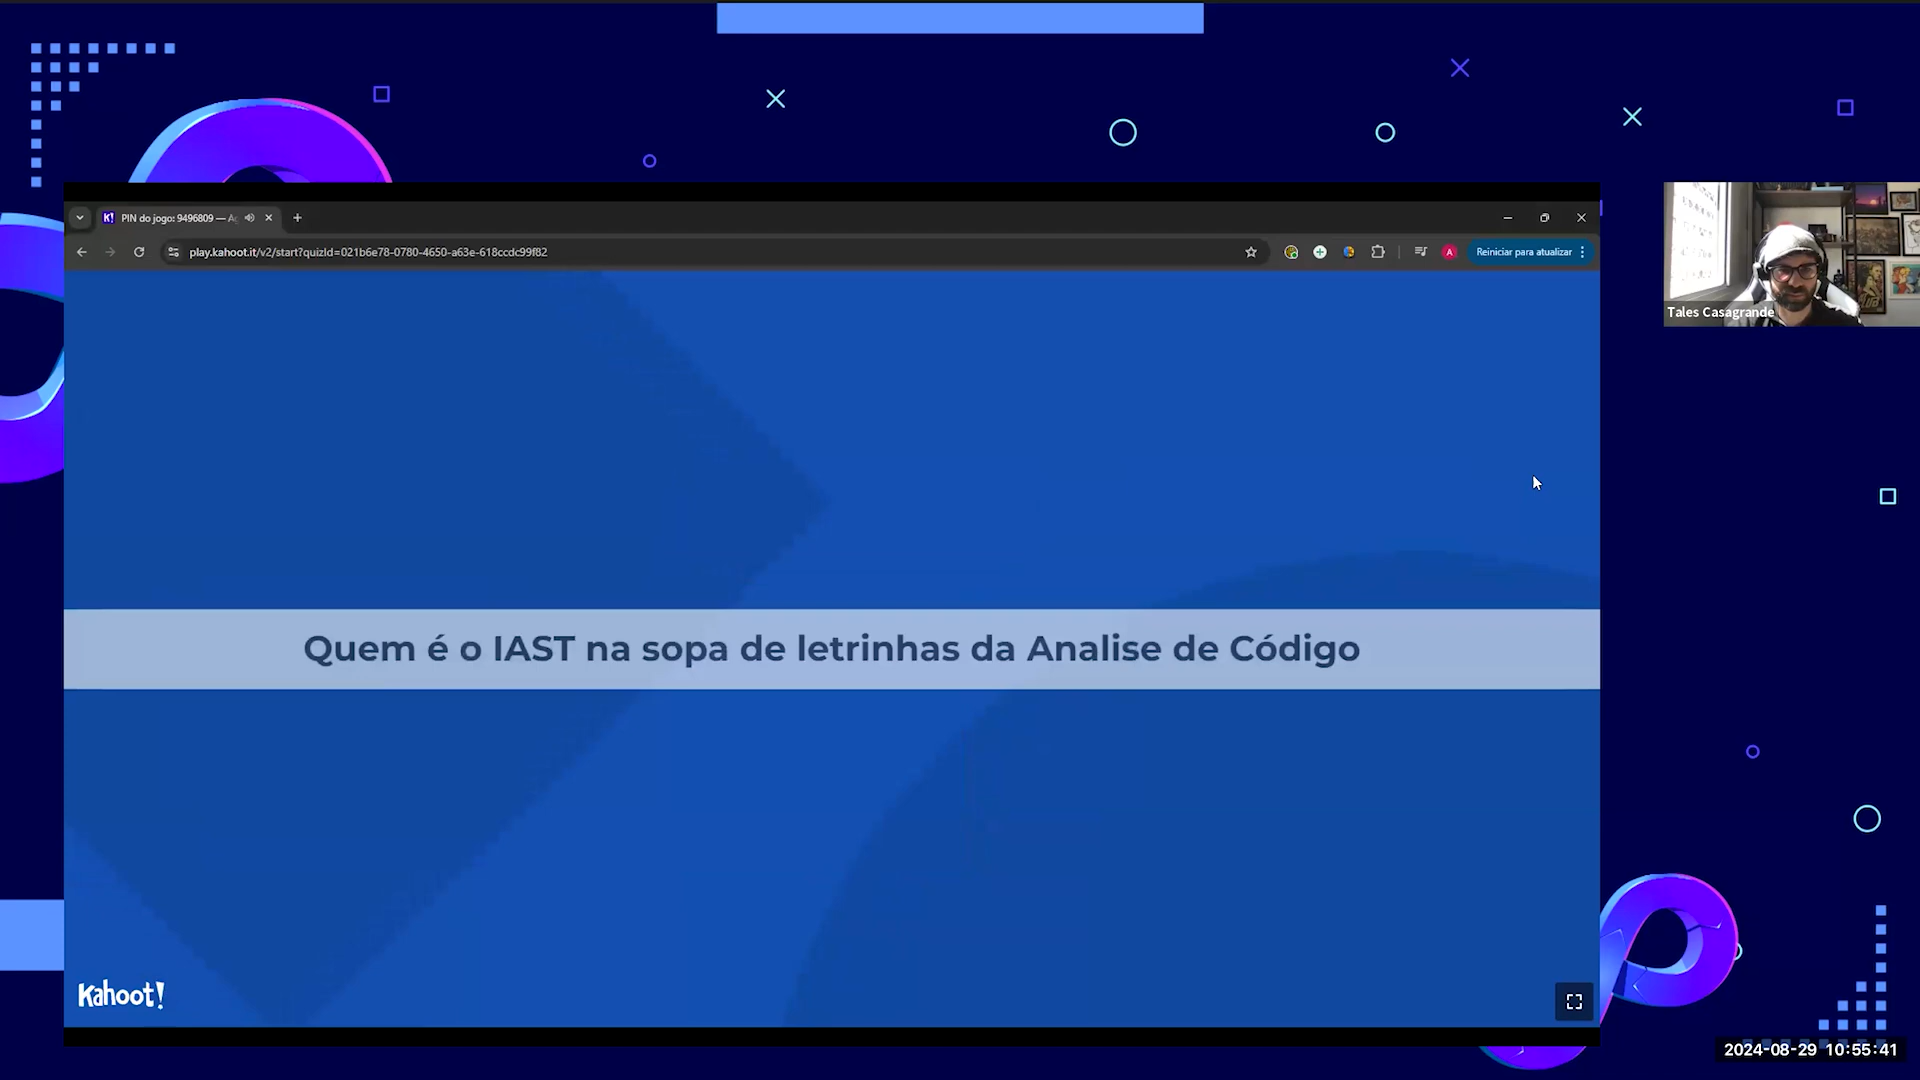 PIN do jogo: 9496809 —
play.kahoot.it/v2/start?quizId=021b6e78-0780-4650-a63e-618ccdc99f82
A
Reiniciar para atualizar
Tales Casagrande
Quem é o IAST na sopa de letrinhas da Analise de Código
Kahoot!
2024-08-29 10:55:41